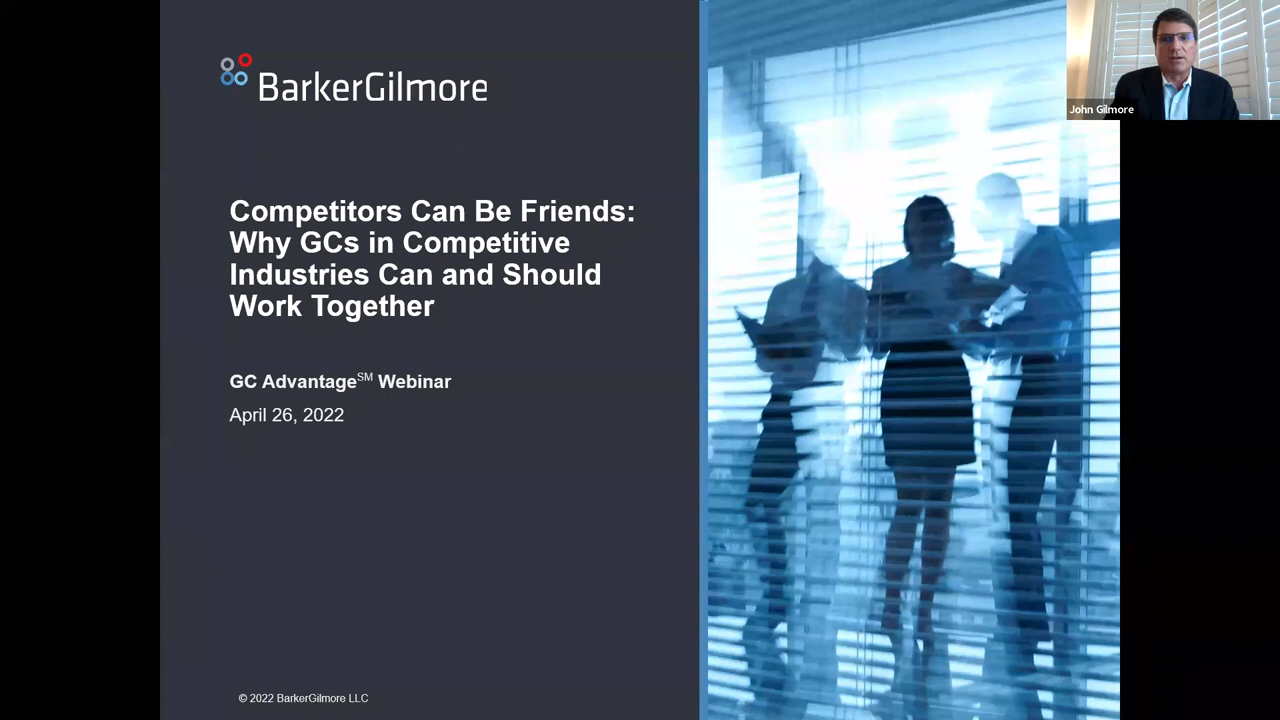 BarkerGilmore
John Gilmore
Competitors Can Be Friends:
Why GCs in Competitive
Industries Can and Should
Work Together
GC Advantage℠ Webinar
April 26, 2022
© 2022 BarkerGilmore LLC